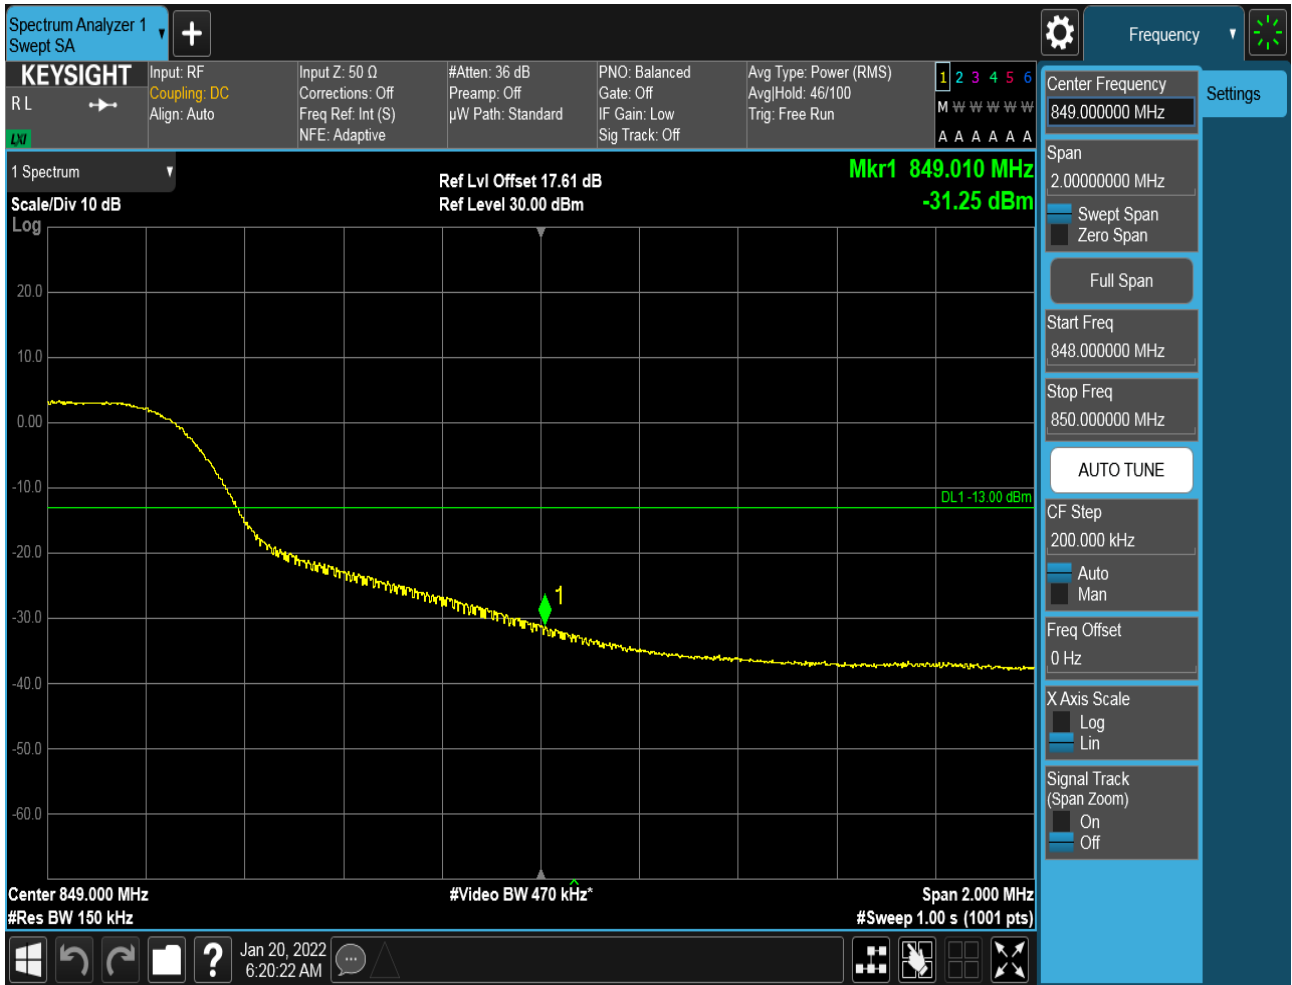 Spectrum Analyzer 1
Swept SA
Frequency
KEYSIGHT
R L
LXI
Input: RF
Coupling: DC
Align: Auto
Input Z: 50 Ω
Corrections: Off
Freq Ref: Int (S)
NFE: Adaptive
#Atten: 36 dB
Preamp: Off
µW Path: Standard
PNO: Balanced
Gate: Off
IF Gain: Low
Sig Track: Off
Avg Type: Power (RMS)
Avg|Hold: 46/100
Trig: Free Run
1 2 3 4 5 6
M W W W W W
A A A A A A
1 Spectrum
Scale/Div 10 dB
Log
Ref Lvl Offset 17.61 dB
Ref Level 30.00 dBm
Mkr1 849.010 MHz
-31.25 dBm
20.0
10.0
0.00
-10.0
-20.0
-30.0
-40.0
-50.0
-60.0
DL1 -13.00 dBm
1
Center 849.000 MHz
#Res BW 150 kHz
#Video BW 470 kHz*
Span 2.000 MHz
#Sweep 1.00 s (1001 pts)
?
Jan 20, 2022
6:20:22 AM
Center Frequency
849.000000 MHz
Settings
Span
2.00000000 MHz
Swept Span
Zero Span
Full Span
Start Freq
848.000000 MHz
Stop Freq
850.000000 MHz
AUTO TUNE
CF Step
200.000 kHz
Auto
Man
Freq Offset
0 Hz
X Axis Scale
Log
Lin
Signal Track
(Span Zoom)
On
Off